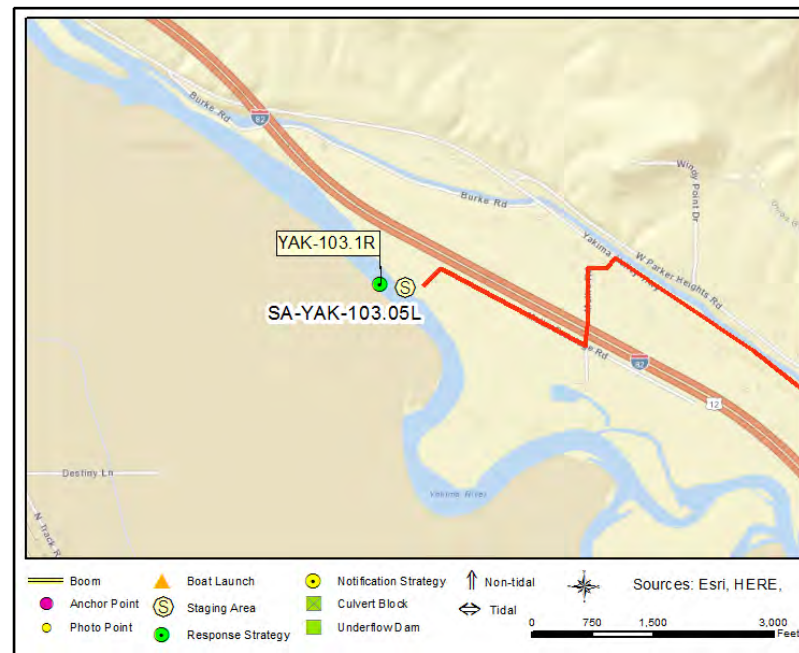 Burke Rd
82
Burke Rd
Windy Point Dr
W Parker Heights Rd
YAK-103.1R
S
SA-YAK-103.05L
Rd
82
12
Destiny Ln
N Track R
Yakima River
Boom
Boat Launch
Notification Strategy
Non-tidal
Sources: Esri, HERE,
Anchor Point
S
Staging Area
Culvert Block
Tidal
Photo Point
Response Strategy
Underflow Dam
0 750 1,500 3,000
Feet